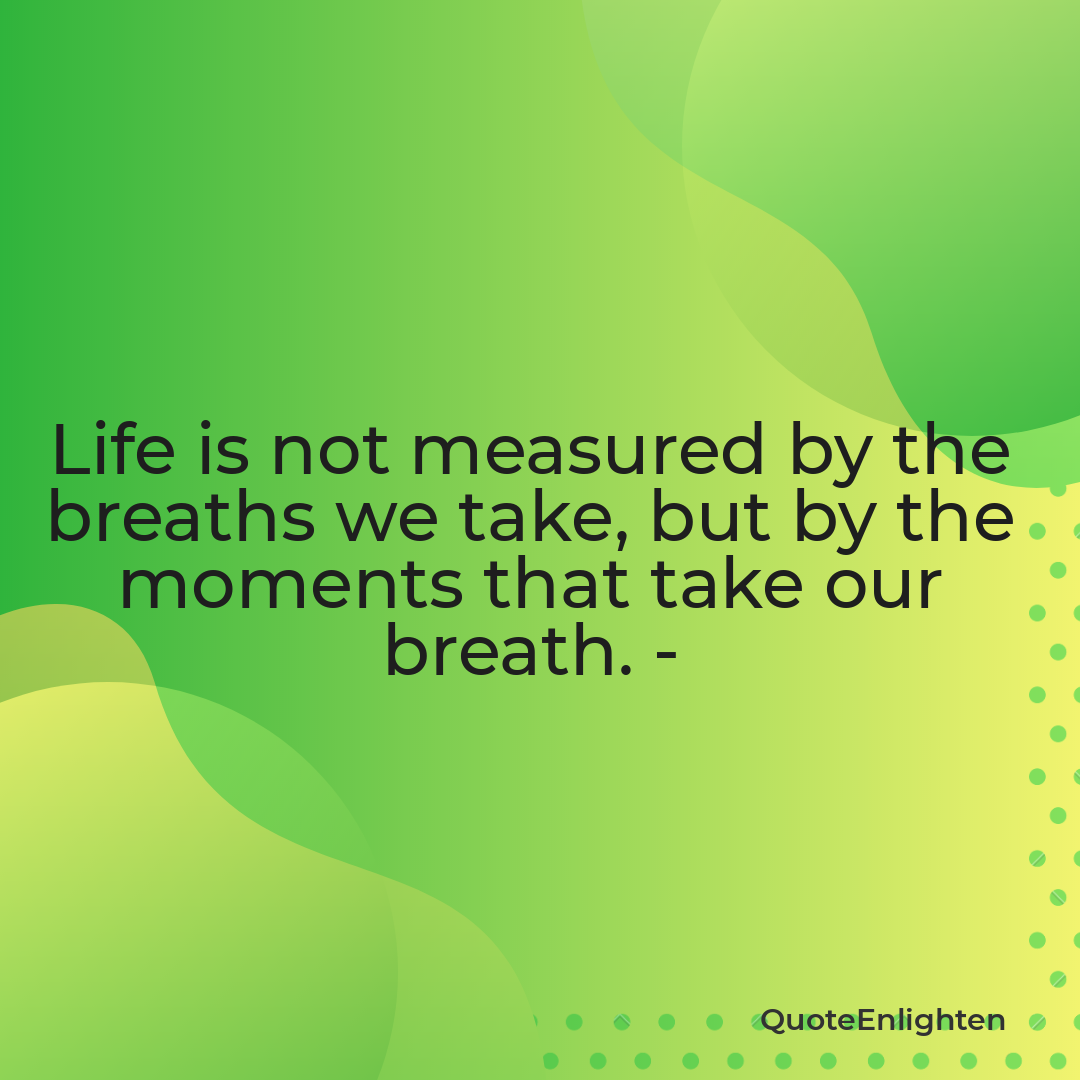 Life is not measured by the
breaths we take, but by the
moments that take our
breath. -
QuoteEnlighten